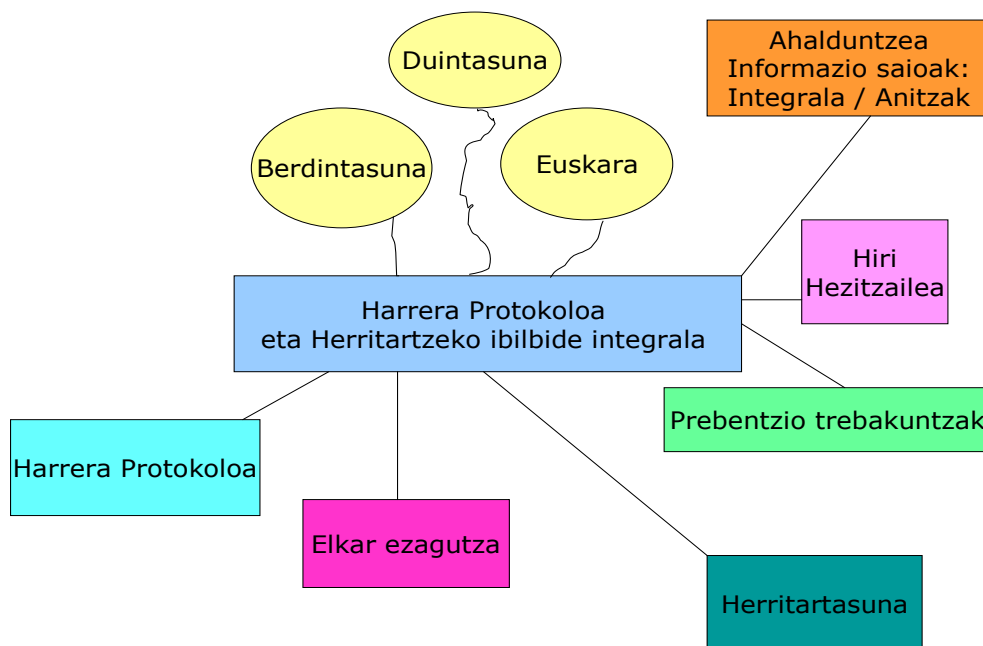 Duintasuna
Ahalduntzea
Informazio saioak:
Integrala / Anitzak
Berdintasuna
Euskara
Hiri
Hezitzailea
Harrera Protokoloa
eta Herritartzeko ibilbide integrala
Prebentzio trebakuntzak
Harrera Protokoloa
Elkar ezagutza
Herritartasuna